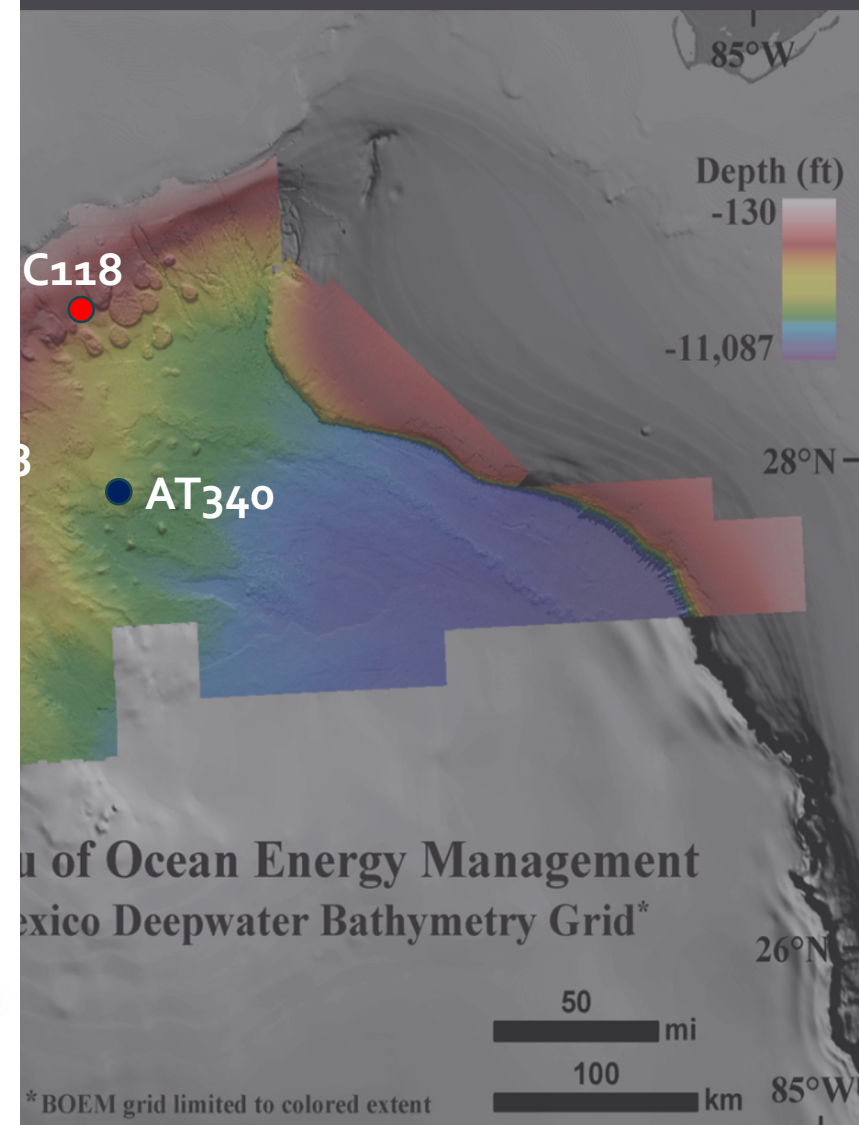 85°W
Depth (ft)
-130
C118
-11,087
28°N
AT340
u of Ocean Energy Management
exico Deepwater Bathymetry Grid*
26°N
50
mi
100
km
85°W
*BOEM grid limited to colored extent